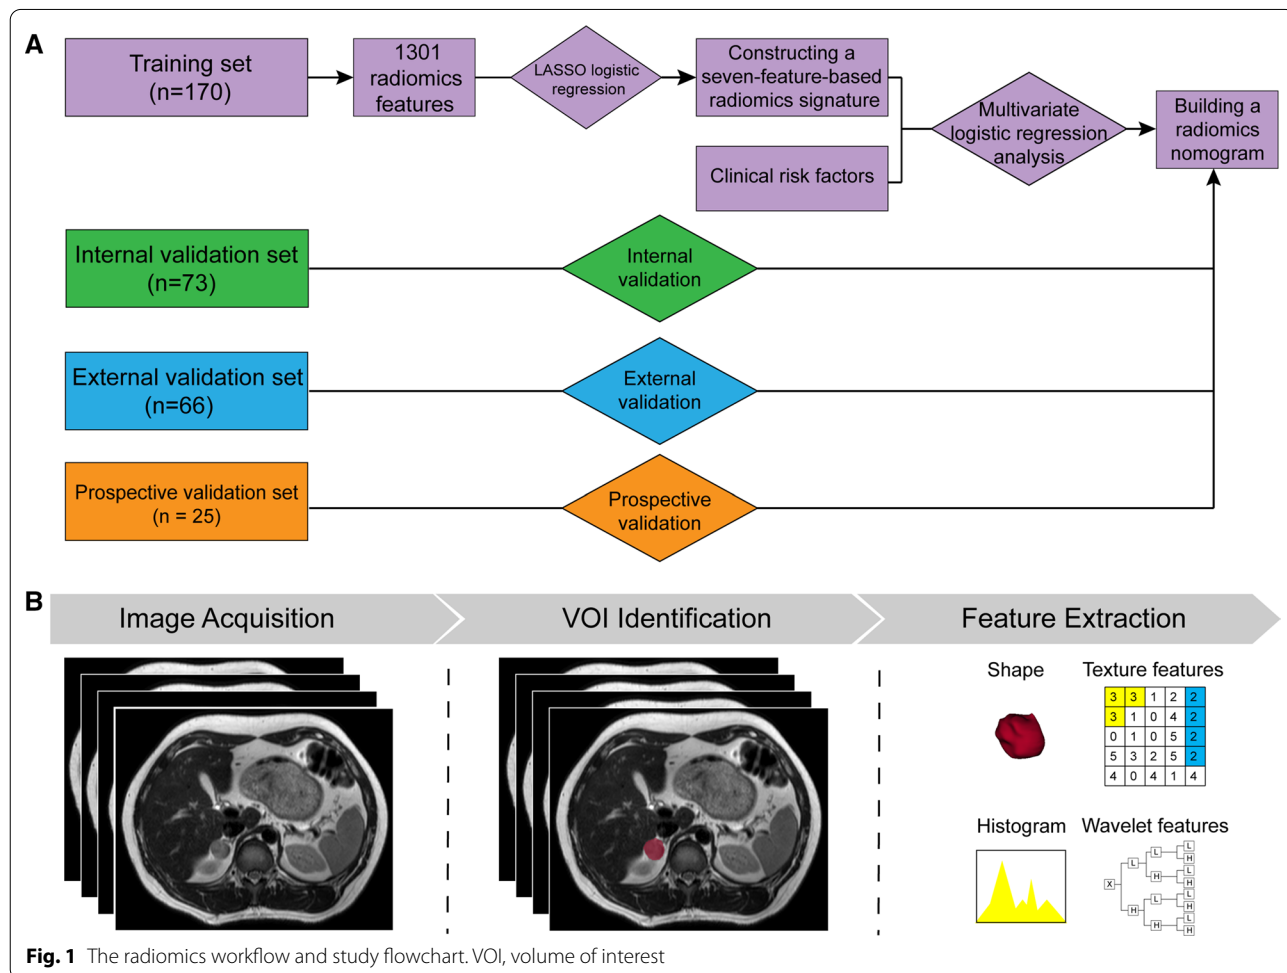 A
Training set
(n=170)
1301
radiomics
features
LASSO logistic
regression
Constructing a
seven-feature-based
radiomics signature
Clinical risk factors
Multivariate
logistic regression
analysis
Building a
radiomics
nomogram
Internal validation set
(n=73)
Internal
validation
External validation set
(n=66)
External
validation
Prospective validation set
(n = 25)
Prospective
validation
B
Image Acquisition
VOI Identification
Feature Extraction
Shape
Texture features
3 3 1 2 2
3 1 0 4 2
0 1 0 5 2
5 3 2 5 2
4 0 4 1 4
Histogram
Wavelet features
X
L
H
L
H
L
H
L
H
L
H
L
H
L
H
Fig. 1 The radiomics workflow and study flowchart. VOI, volume of interest